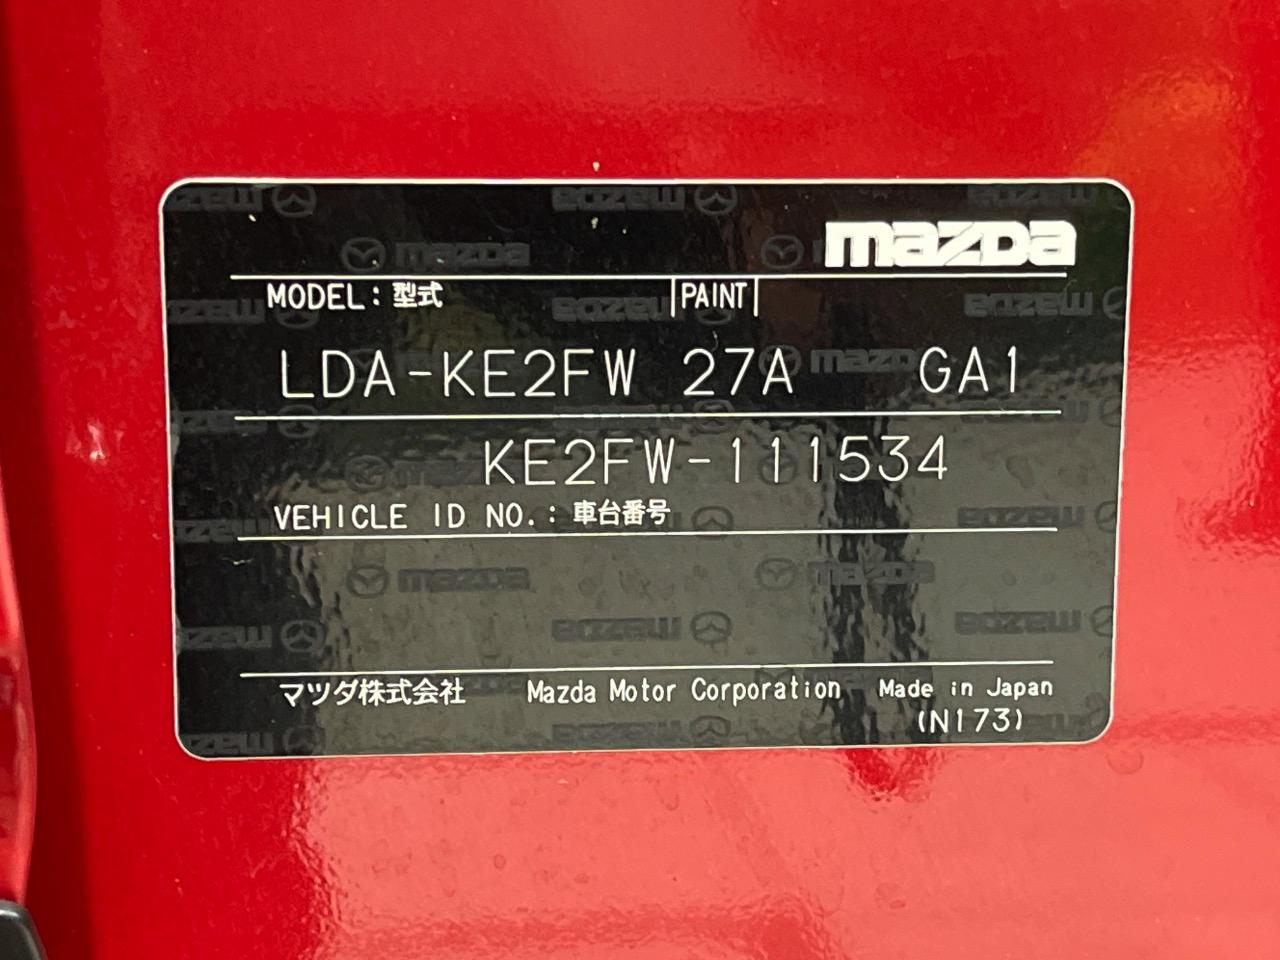 mazda
MODEL：型式 PAINT
LDA-KE2FW 27A GA1
KE2FW-111534
VEHICLE ID NO.：車台番号
マツダ株式会社 Mazda Motor Corporation Made in Japan
(N173)